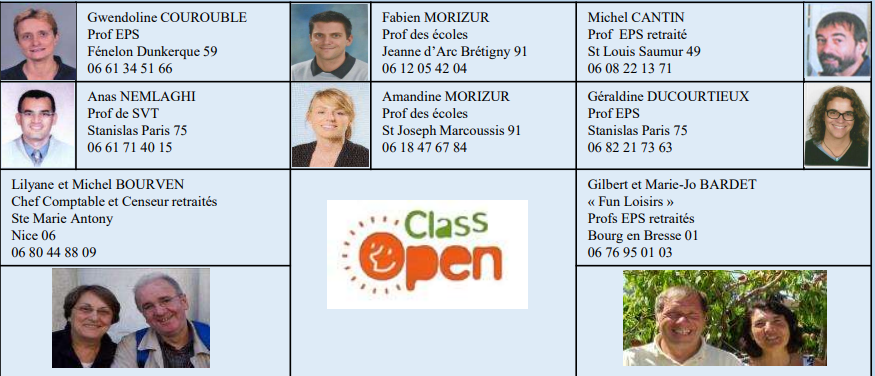 Gwendoline COUROUBLE
Prof EPS
Fénelon Dunkerque 59
06 61 34 51 66
Fabien MORIZUR
Prof des écoles
Jeanne d’Arc Brétigny 91
06 12 05 42 04
Michel CANTIN
Prof EPS retraité
St Louis Saumur 49
06 08 22 13 71
Anas NEMLAGHI
Prof de SVT
Stanislas Paris 75
06 61 71 40 15
Amandine MORIZUR
Prof des écoles
St Joseph Marcoussis 91
06 18 47 67 84
Géraldine DUCOURTIEUX
Prof EPS
Stanislas Paris 75
06 82 21 73 63
Lilyane et Michel BOURVEN
Chef Comptable et Censeur retraités
Ste Marie Antony
Nice 06
06 80 44 88 09
Class
Open
Gilbert et Marie-Jo BARDET
« Fun Loisirs »
Profs EPS retraités
Bourg en Bresse 01
06 76 95 01 03